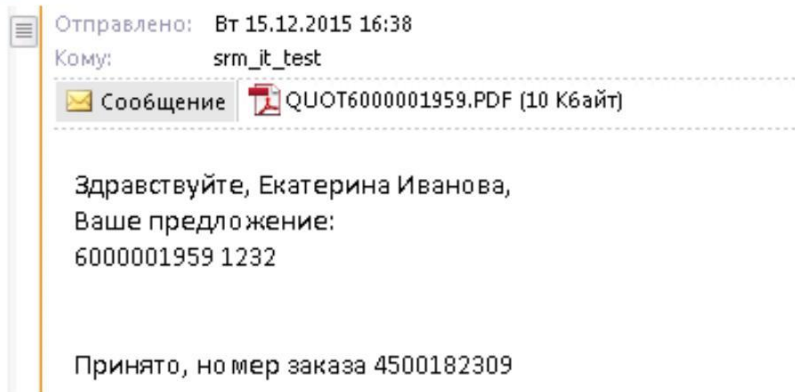 Отправлено: Вт 15.12.2015 16:38
Кому: srm_it_test
Сообщение QUOT6000001959.PDF (10 Кбайт)
Здравствуйте, Екатерина Иванова,
Ваше предложение:
6000001959 1232
Принято, номер заказа 4500182309